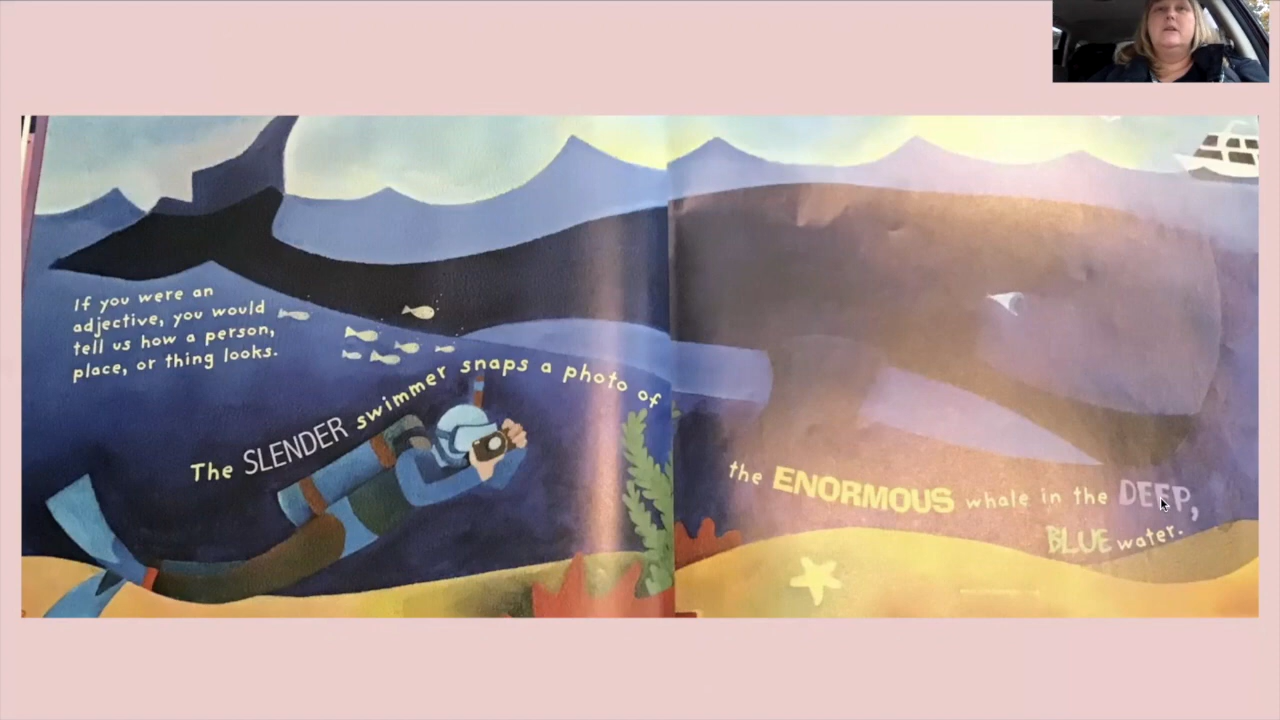 If you were an
adjective, you would
tell us how a person,
place, or thing looks.
The SLENDER swimmer snaps a photo of
the ENORMOUS whale in the DEEP,
BLUE water.